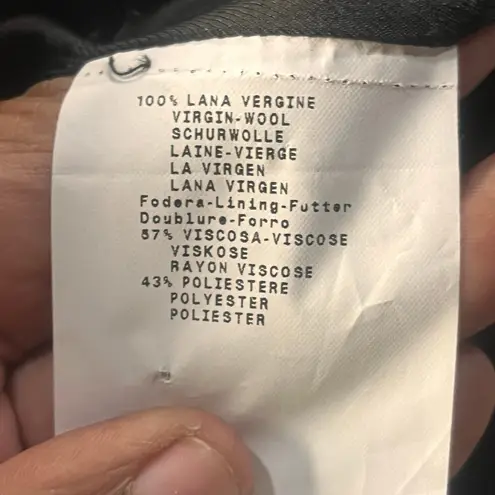 100% LANA VERGINE
VIRGIN-WOOL
SCHURWOLLE
LAINE-VIERGE
LA VIRGEN
LANA VIRGEN
Fodera-Lining-Futter
Doublure-Forro
57% VISCOSA-VISCOSE
VISKOSE
RAYON VISCOSE
43% POLIESTERE
POLYESTER
POLIESTER